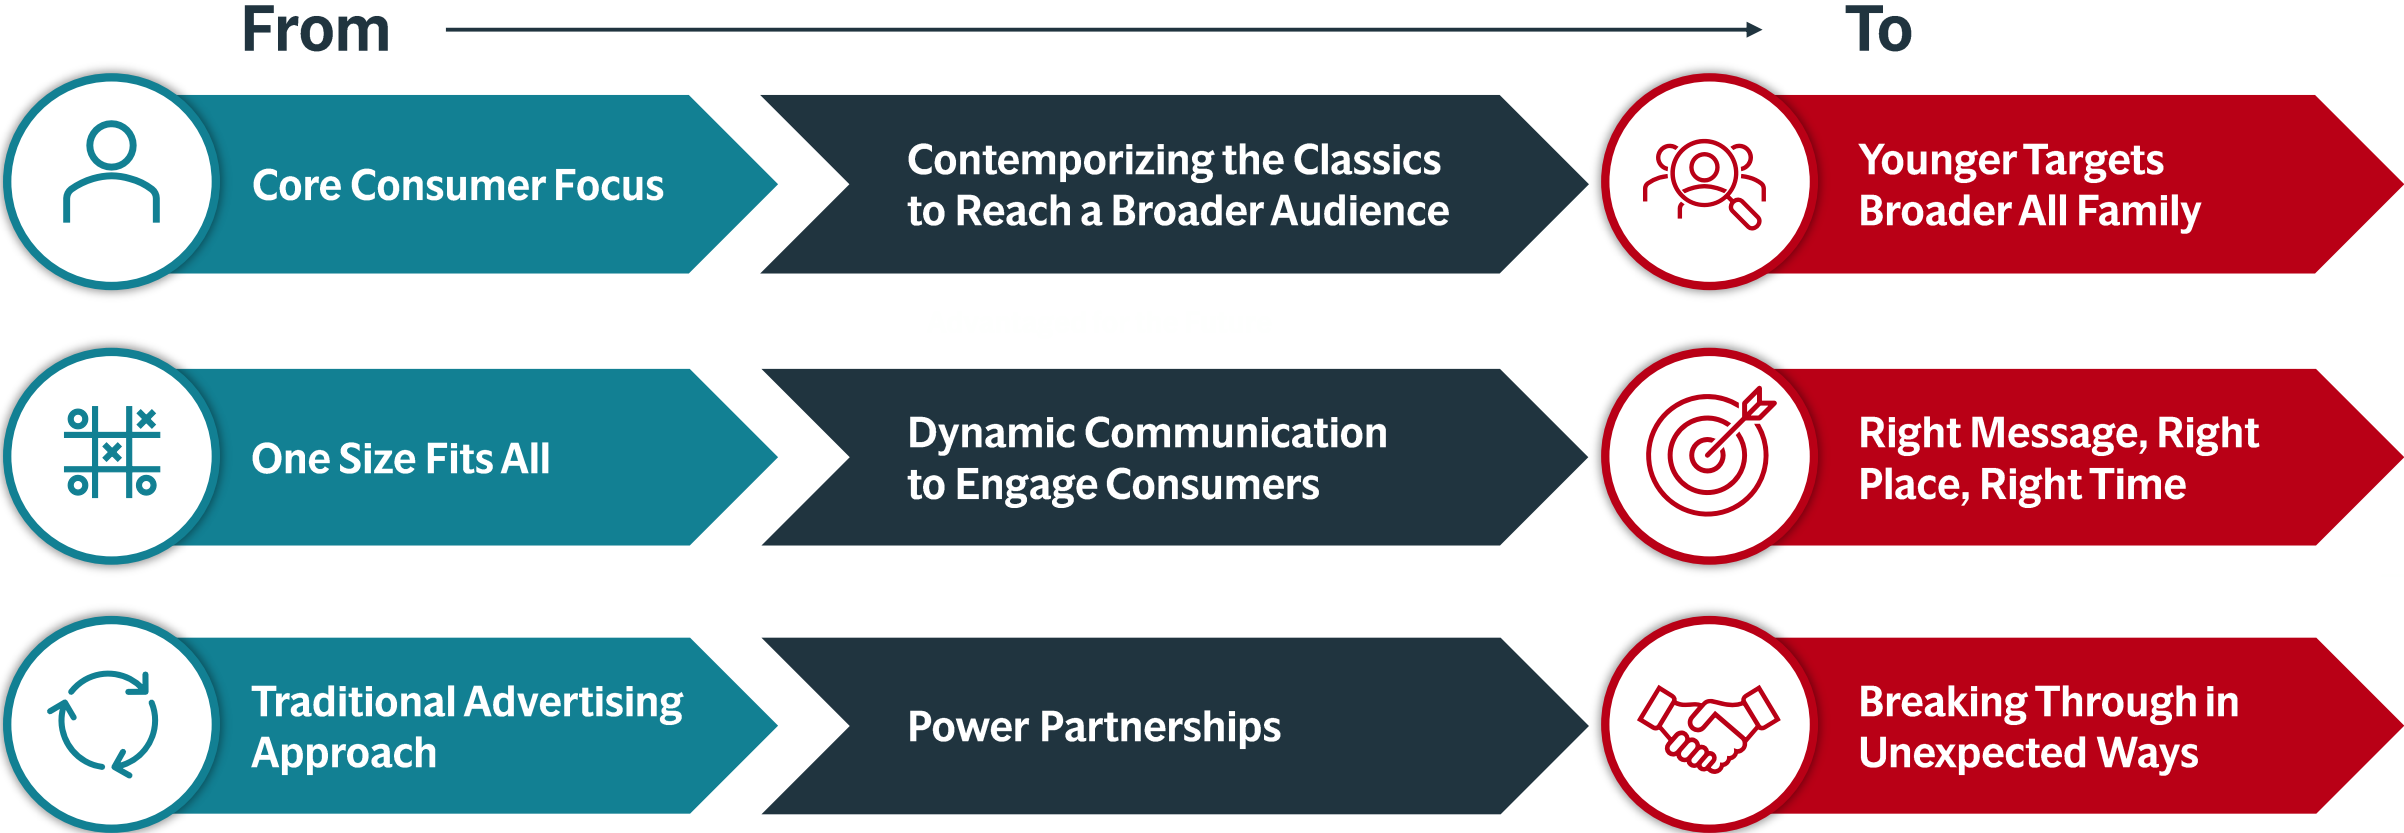 From
To
Core Consumer Focus
Contemporizing the Classics
to Reach a Broader Audience
Younger Targets
Broader All Family
One Size Fits All
Dynamic Communication
to Engage Consumers
Right Message, Right
Place, Right Time
Traditional Advertising
Approach
Power Partnerships
Breaking Through in
Unexpected Ways